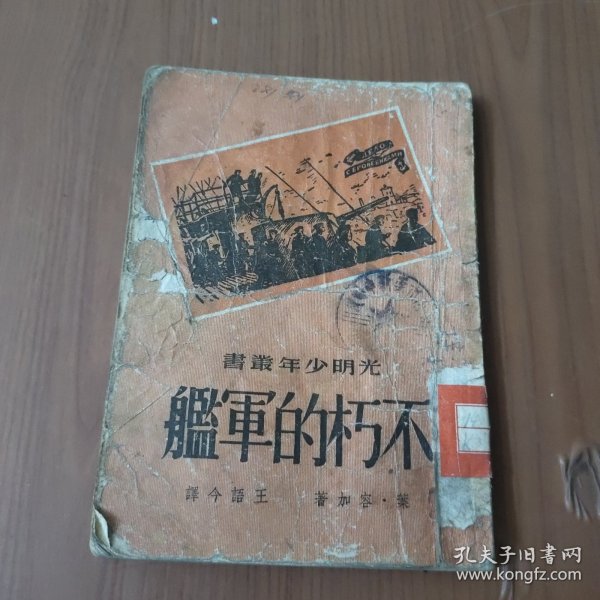 光明少年叢書
不朽的軍艦
葉·容加著 王語今譯
孔夫子旧书网
www.kongfz.com